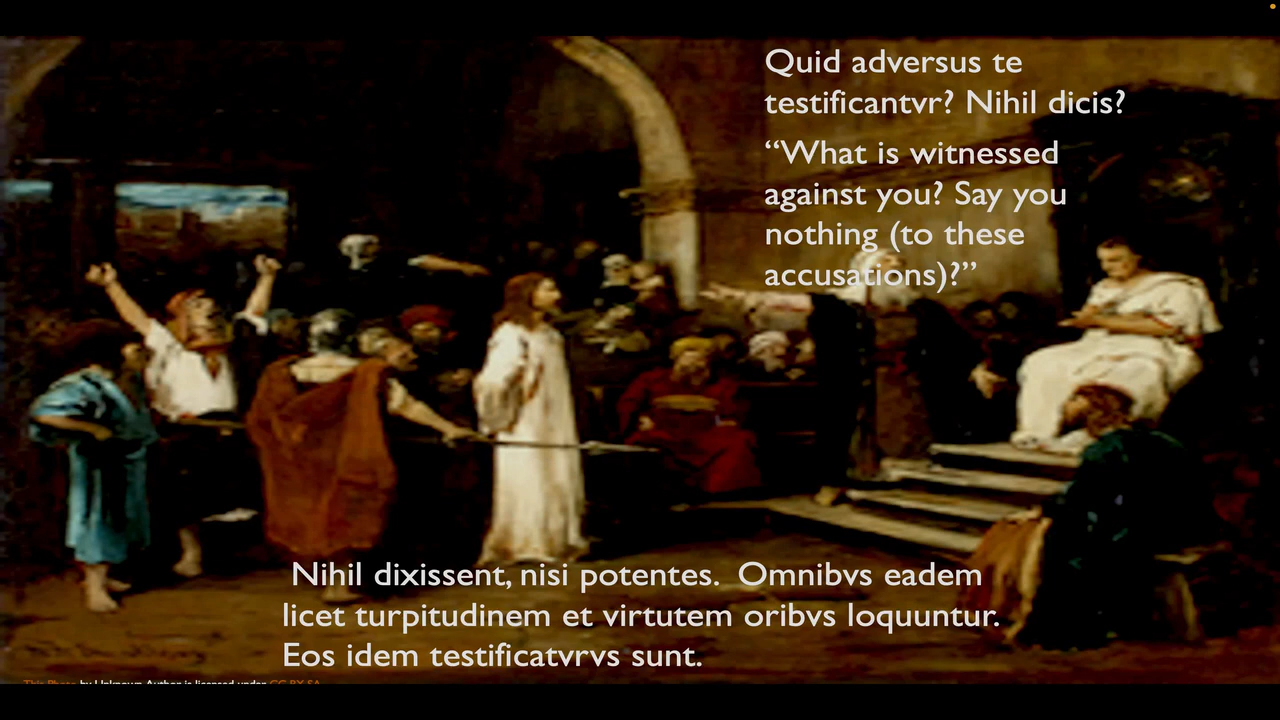 Quid adversus te
testificantvr? Nihil dicis?
“What is witnessed
against you? Say you
nothing (to these
accusations)?”
Nihil dixissent, nisi potentes. Omnibvs eadem
licet turpitudinem et virtutem oribvs loquuntur.
Eos idem testificatvrvs sunt.
This Photo by Unknown Author is licensed under CC BY-SA